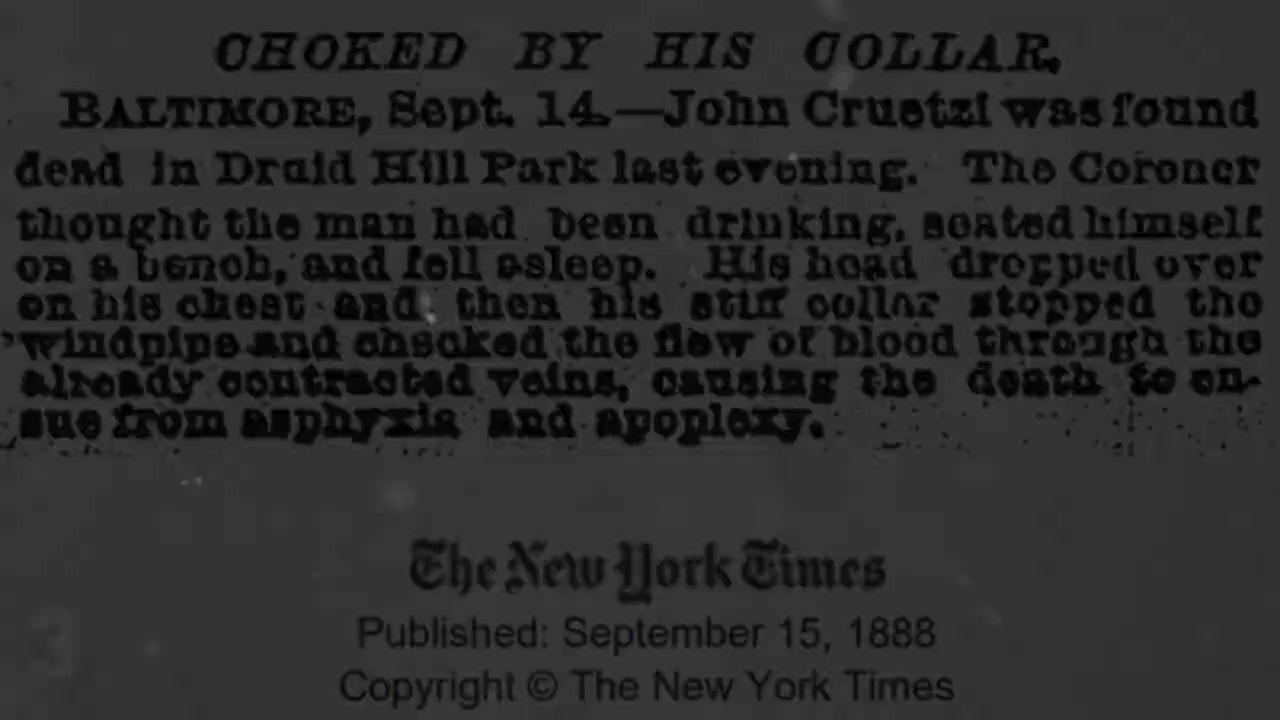 CHOKED BY HIS COLLAR.
BALTIMORE, Sept. 14.—John Cruetzi was found
dead in Druid Hill Park last evening. The Coroner
thought the man had been drinking, seated himself
on a bench, and fell asleep. His head dropped over
on his chest and then his stiff collar stopped the
windpipe and checked the flow of blood through the
already contracted veins, causing the death to en-
sue from asphyxia and apoplexy.
The New York Times
Published: September 15, 1888
Copyright © The New York Times